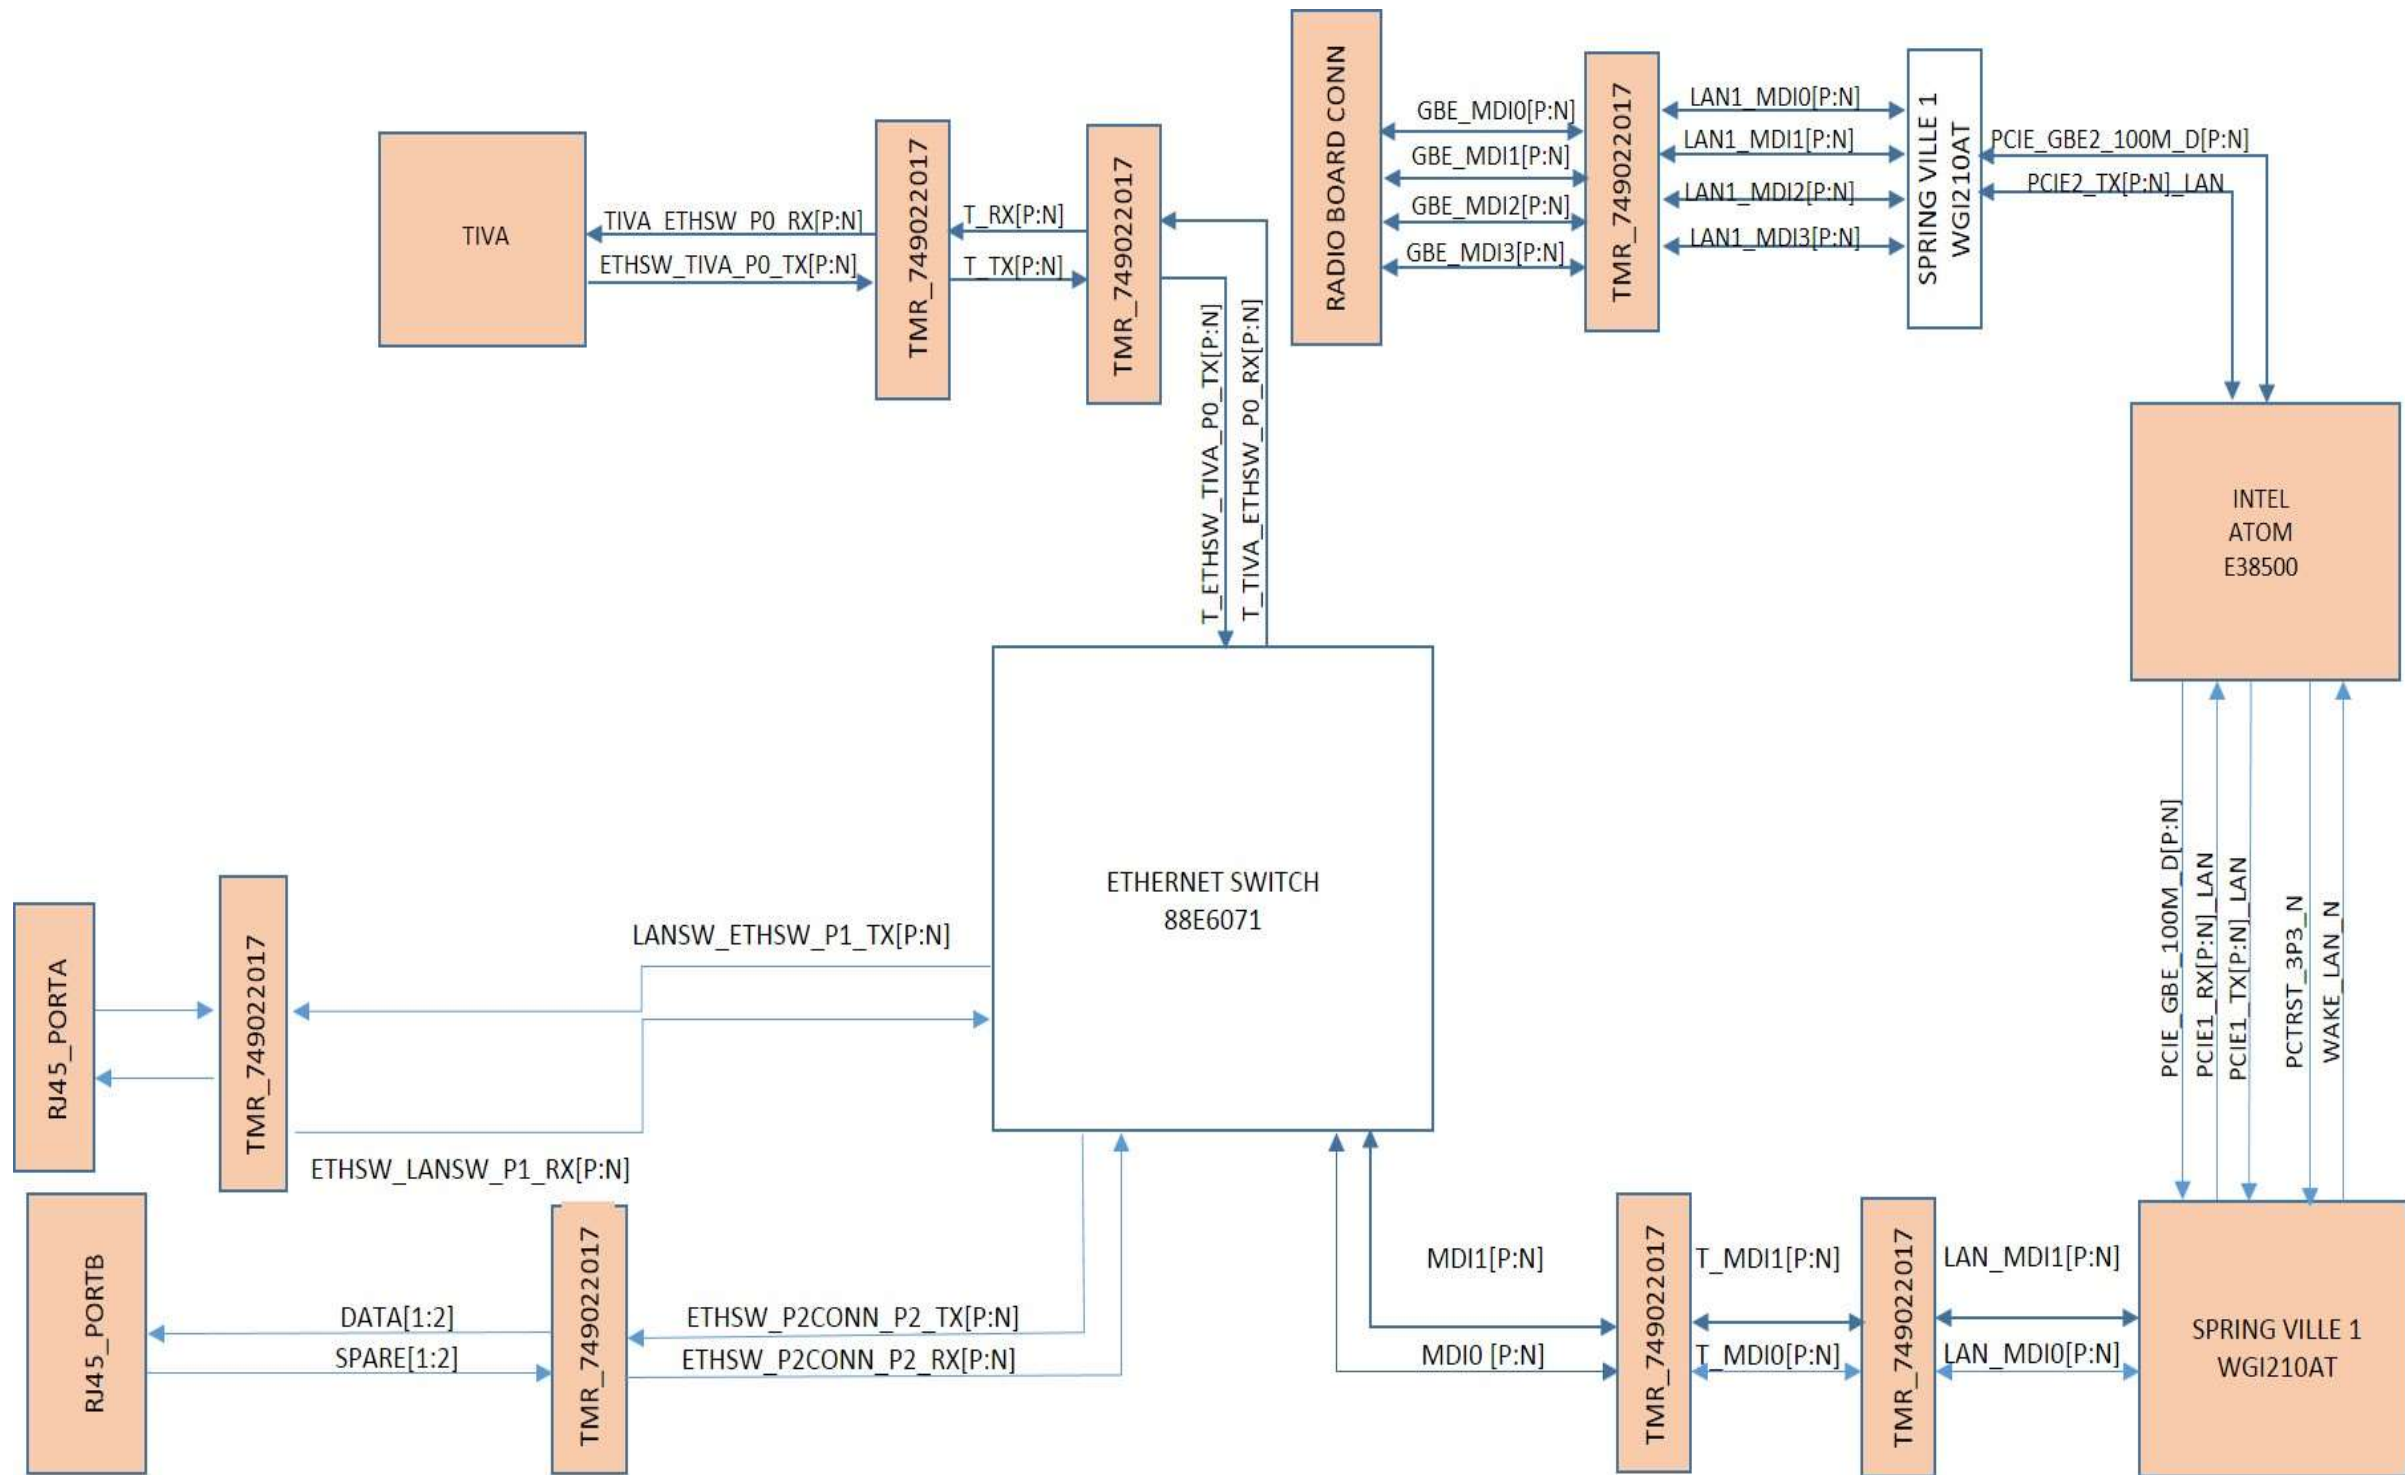 RADIO BOARD CONN
GBE_MDI0[P:N]
GBE_MDI1[P:N]
GBE_MDI2[P:N]
GBE_MDI3[P:N]
TMR_749022017
LAN1_MDI0[P:N]
LAN1_MDI1[P:N]
LAN1_MDI2[P:N]
LAN1_MDI3[P:N]
SPRING VILLE 1
WGI210AT
PCIE_GBE2_100M_D[P:N]
PCIE2_TX[P:N]_LAN
TIVA
TIVA_ETHSW_P0_RX[P:N]
ETHSW_TIVA_P0_TX[P:N]
TMR_749022017
T_RX[P:N]
T_TX[P:N]
TMR_749022017
T_ETHSW_TIVA_P0_TX[P:N]
T_TIVA_ETHSW_P0_RX[P:N]
INTEL
ATOM
E38500
ETHERNET SWITCH
88E6071
PCIE_GBE_100M_D[P:N]
PCIE1_RX[P:N]_LAN
PCIE1_TX[P:N]_LAN
PCTRST_3P3_N
WAKE_LAN_N
RJ45_PORTA
TMR_749022017
LANSW_ETHSW_P1_TX[P:N]
ETHSW_LANSW_P1_RX[P:N]
RJ45_PORTB
DATA[1:2]
SPARE[1:2]
TMR_749022017
ETHSW_P2CONN_P2_TX[P:N]
ETHSW_P2CONN_P2_RX[P:N]
MDI1[P:N]
MDI0 [P:N]
TMR_749022017
T_MDI1[P:N]
T_MDI0[P:N]
TMR_749022017
LAN_MDI1[P:N]
LAN_MDI0[P:N]
SPRING VILLE 1
WGI210AT